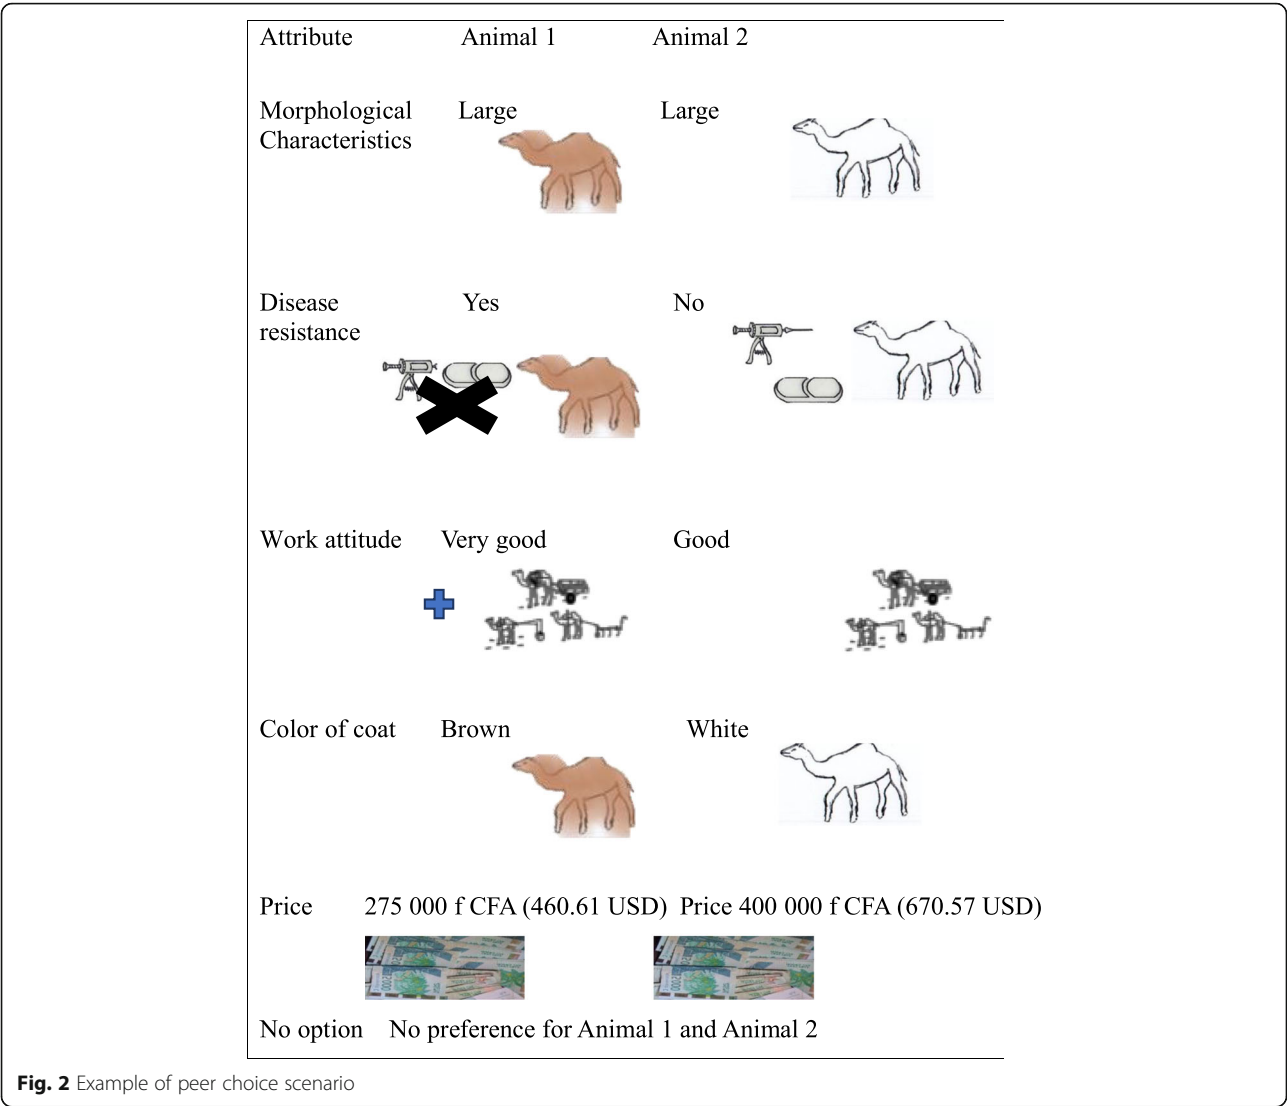 Attribute Animal 1 Animal 2
Morphological Large Large
Characteristics
Disease Yes No
resistance
Work attitude Very good Good
Color of coat Brown White
Price 275 000 f CFA (460.61 USD) Price 400 000 f CFA (670.57 USD)
No option No preference for Animal 1 and Animal 2
Fig. 2 Example of peer choice scenario